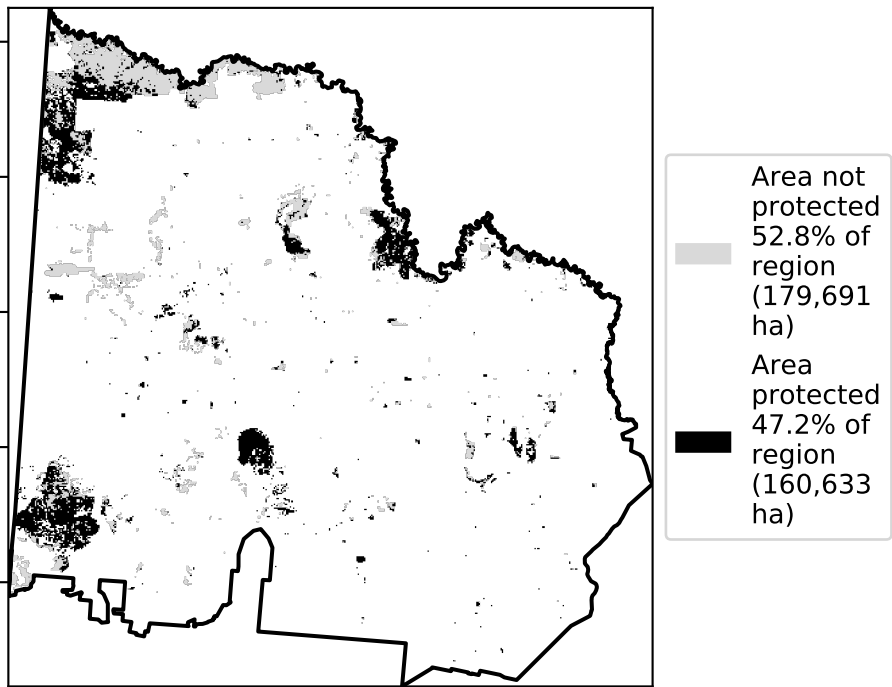 Area not
protected
52.8% of
region
(179,691
ha)
Area
protected
47.2% of
region
(160,633
ha)